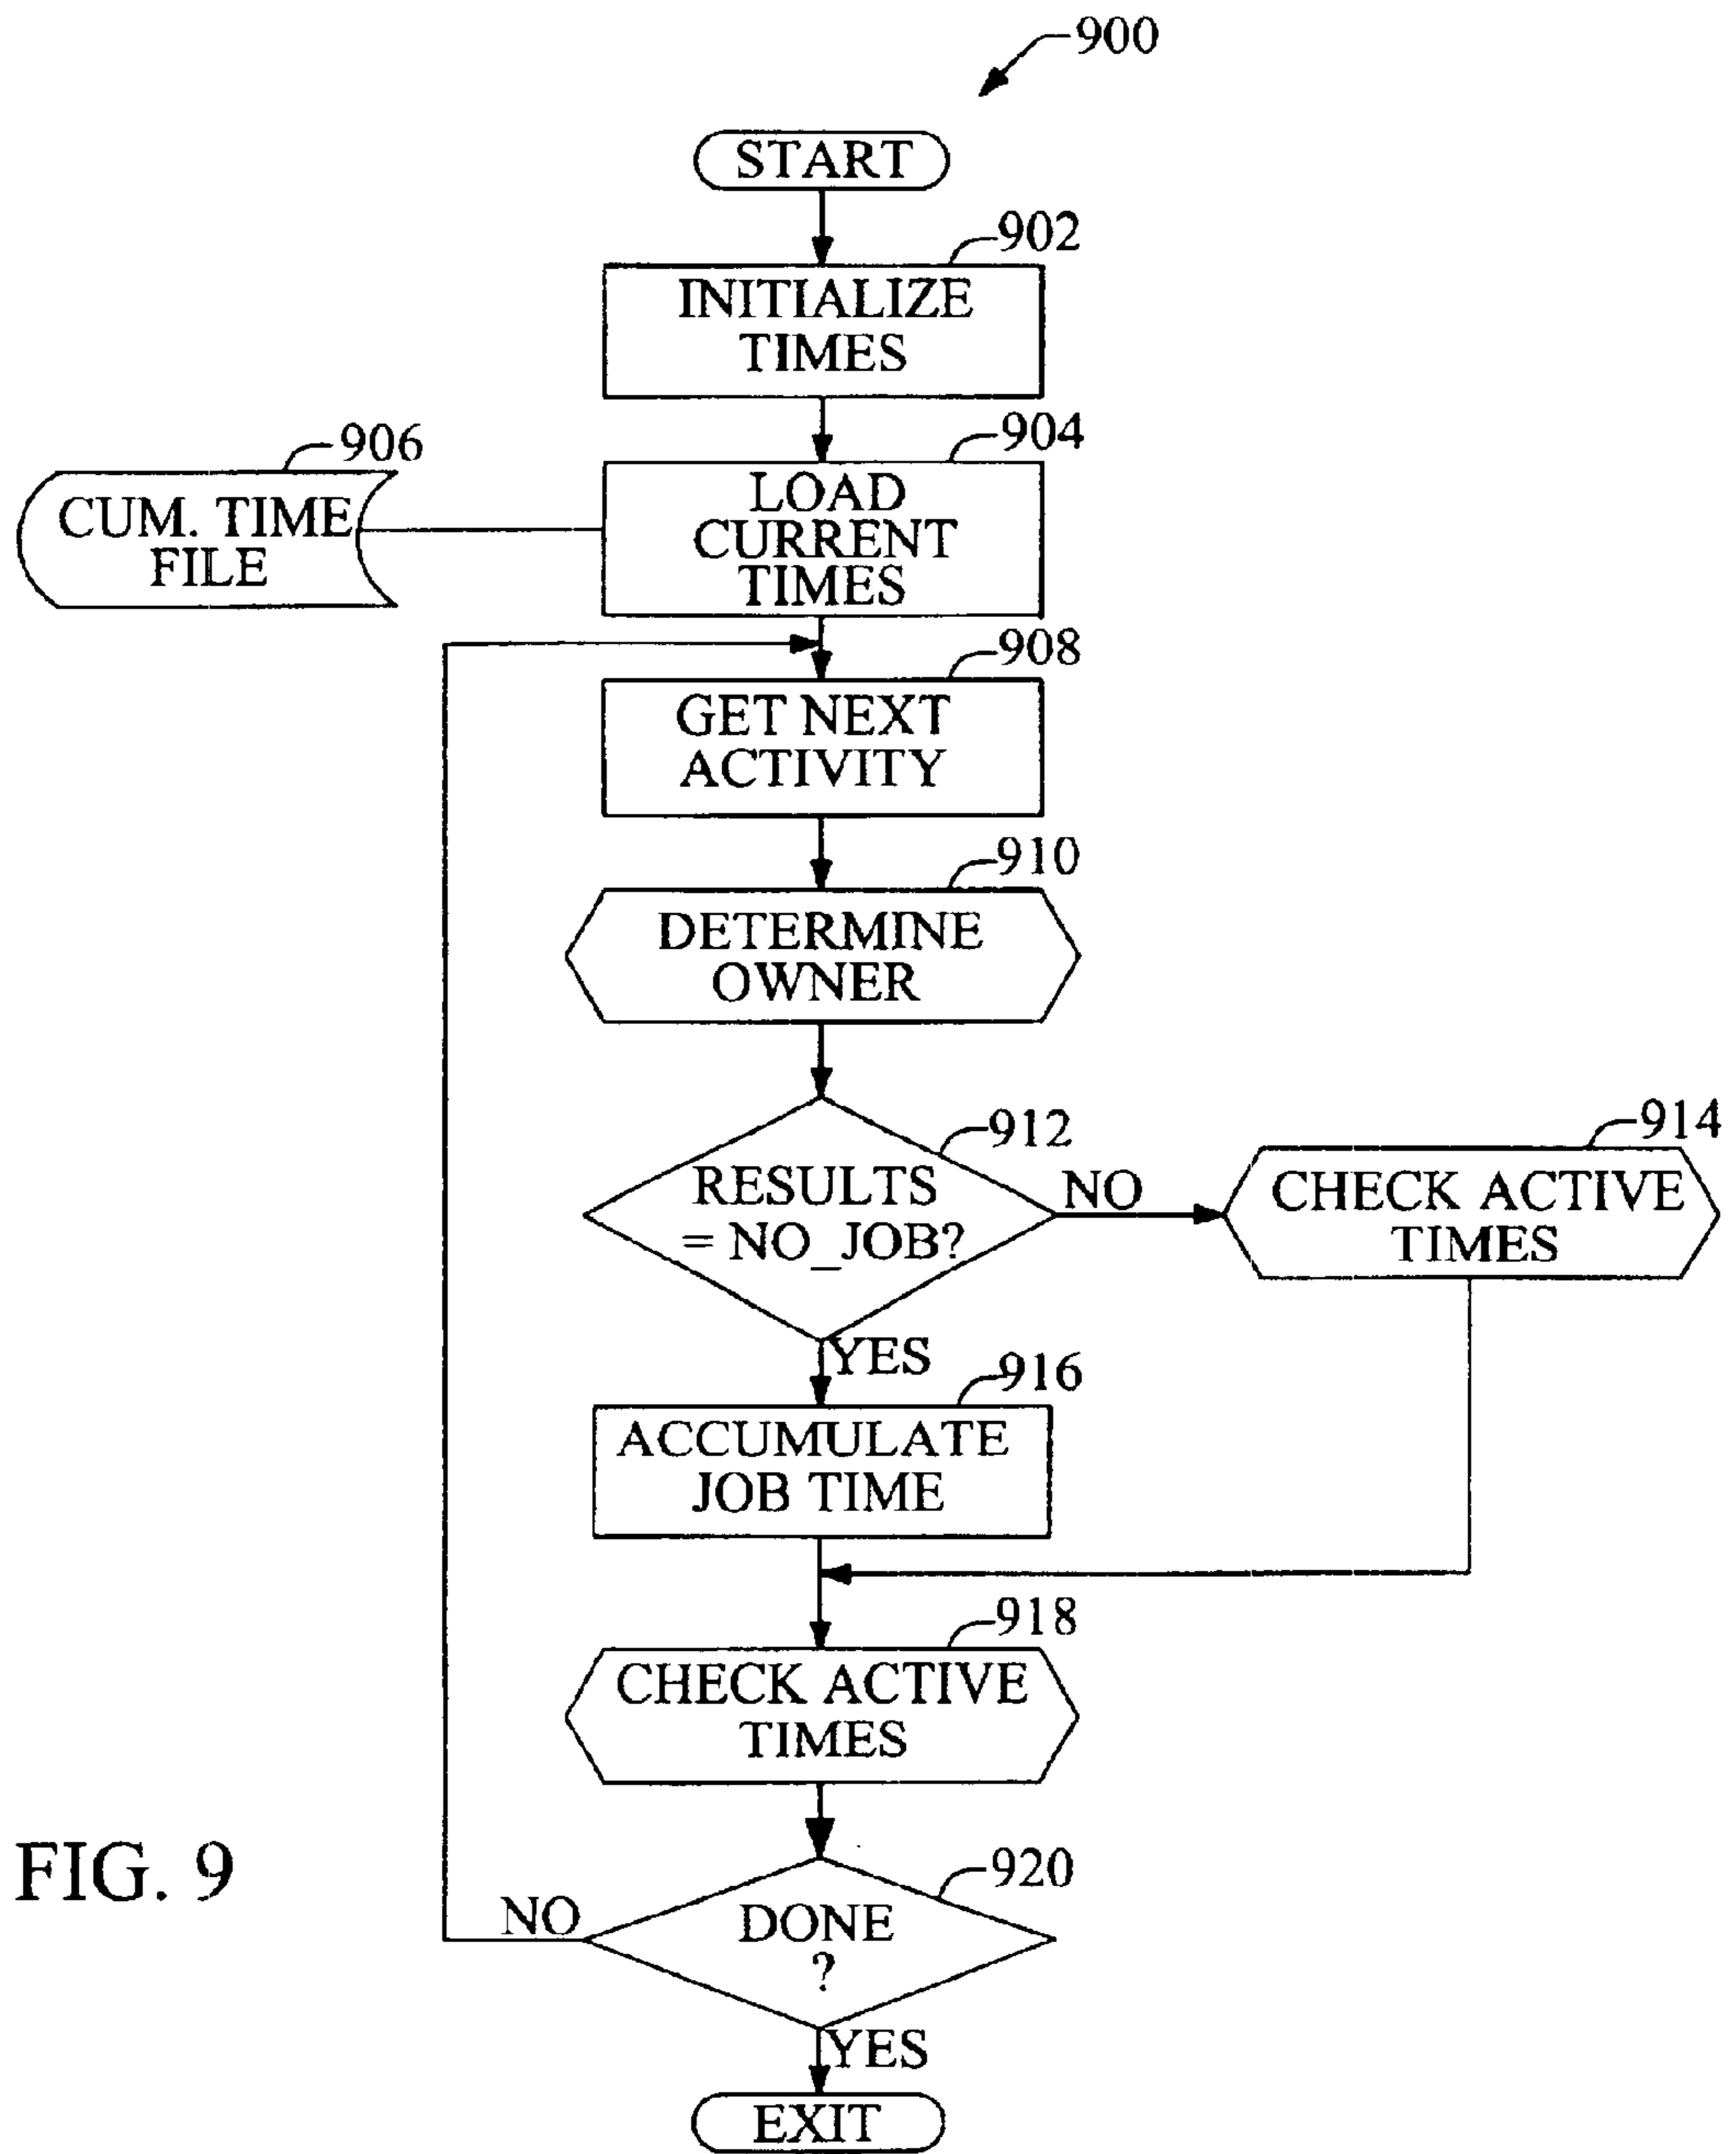 900
START
902
INITIALIZE
TIMES
904
LOAD
CURRENT
TIMES
906
CUM. TIME
FILE
908
GET NEXT
ACTIVITY
910
DETERMINE
OWNER
912
RESULTS
= NO_JOB?
NO
914
CHECK ACTIVE
TIMES
YES
916
ACCUMULATE
JOB TIME
918
CHECK ACTIVE
TIMES
920
DONE
?
NO
YES
EXIT
FIG. 9